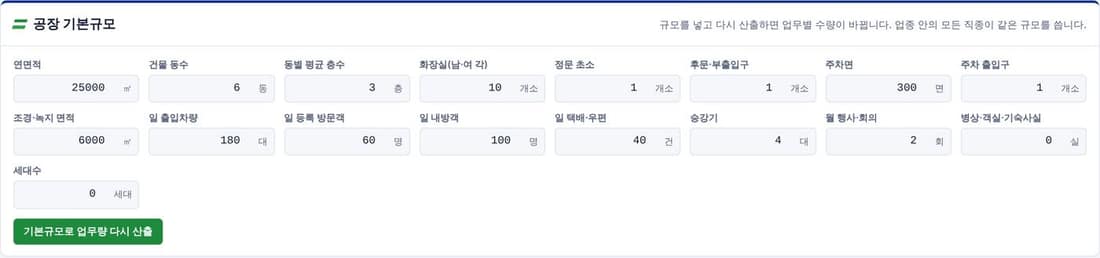 공장 기본규모
규모를 넣고 다시 산출하면 업무별 수량이 바뀝니다. 업종 안의 모든 직종이 같은 규모를 씁니다.
연면적 건물 동수 동별 평균 층수 화장실(남·여 각) 정문 초소 후문·부출입구 주차면 주차 출입구
25000 ㎡ 6 동 3 층 10 개소 1 개소 1 개소 300 면 1 개소
조경·녹지 면적 일 출입차량 일 등록 방문객 일 내방객 일 택배·우편 승강기 월 행사·회의 병상·객실·기숙사실
6000 ㎡ 180 대 60 명 100 명 40 건 4 대 2 회 0 실
세대수
0 세대
기본규모로 업무량 다시 산출